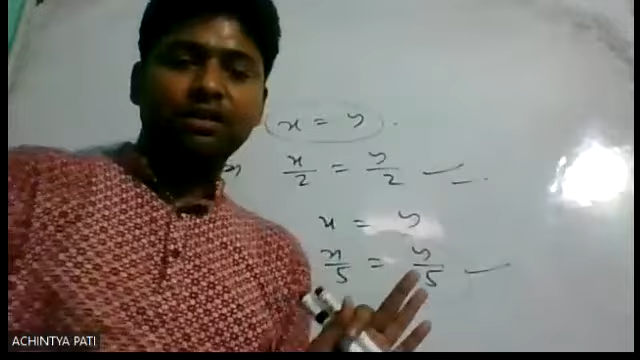 x = y .
⇒ x/2 = y/2
x = y
x/5 = y/5
ACHINTYA PATI